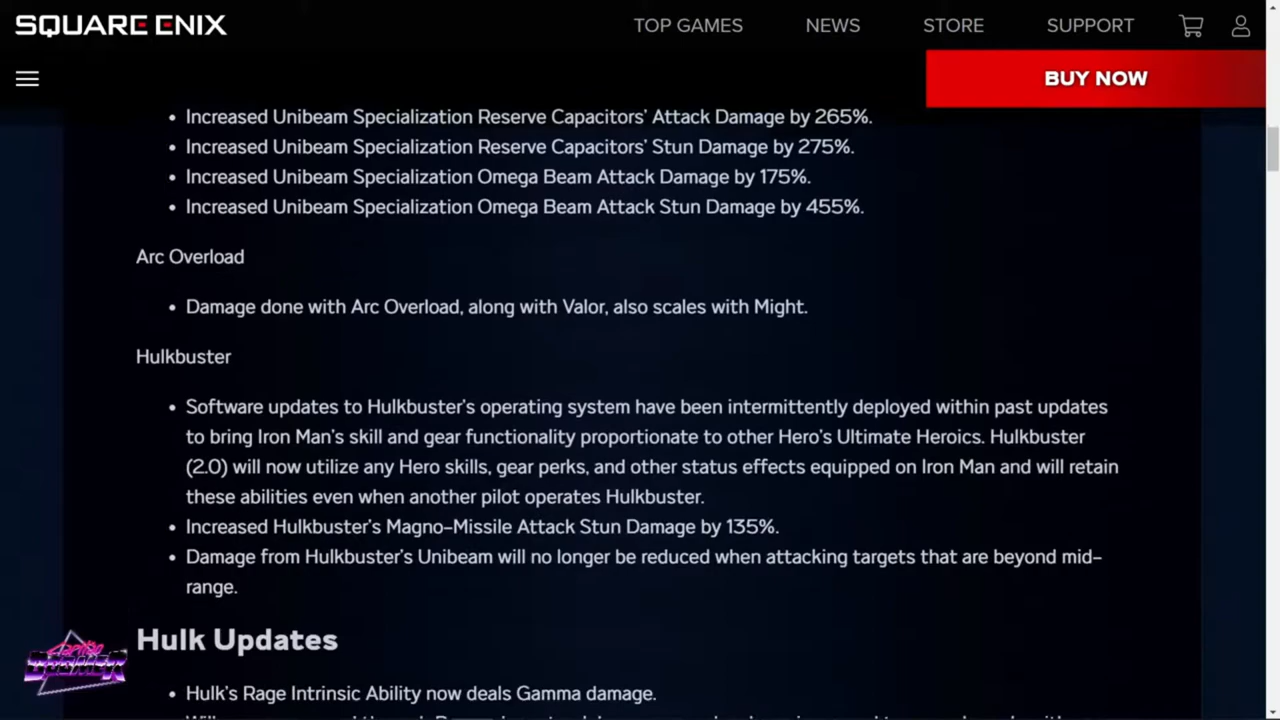 SQUARE ENIX
TOP GAMES NEWS STORE SUPPORT
BUY NOW
• Increased Unibeam Specialization Reserve Capacitors' Attack Damage by 265%.
• Increased Unibeam Specialization Reserve Capacitors' Stun Damage by 275%.
• Increased Unibeam Specialization Omega Beam Attack Damage by 175%.
• Increased Unibeam Specialization Omega Beam Attack Stun Damage by 455%.
Arc Overload
• Damage done with Arc Overload, along with Valor, also scales with Might.
Hulkbuster
• Software updates to Hulkbuster's operating system have been intermittently deployed within past updates
to bring Iron Man's skill and gear functionality proportionate to other Hero's Ultimate Heroics. Hulkbuster
(2.0) will now utilize any Hero skills, gear perks, and other status effects equipped on Iron Man and will retain
these abilities even when another pilot operates Hulkbuster.
• Increased Hulkbuster's Magno-Missile Attack Stun Damage by 135%.
• Damage from Hulkbuster's Unibeam will no longer be reduced when attacking targets that are beyond mid-
range.
Hulk Updates
• Hulk's Rage Intrinsic Ability now deals Gamma damage.